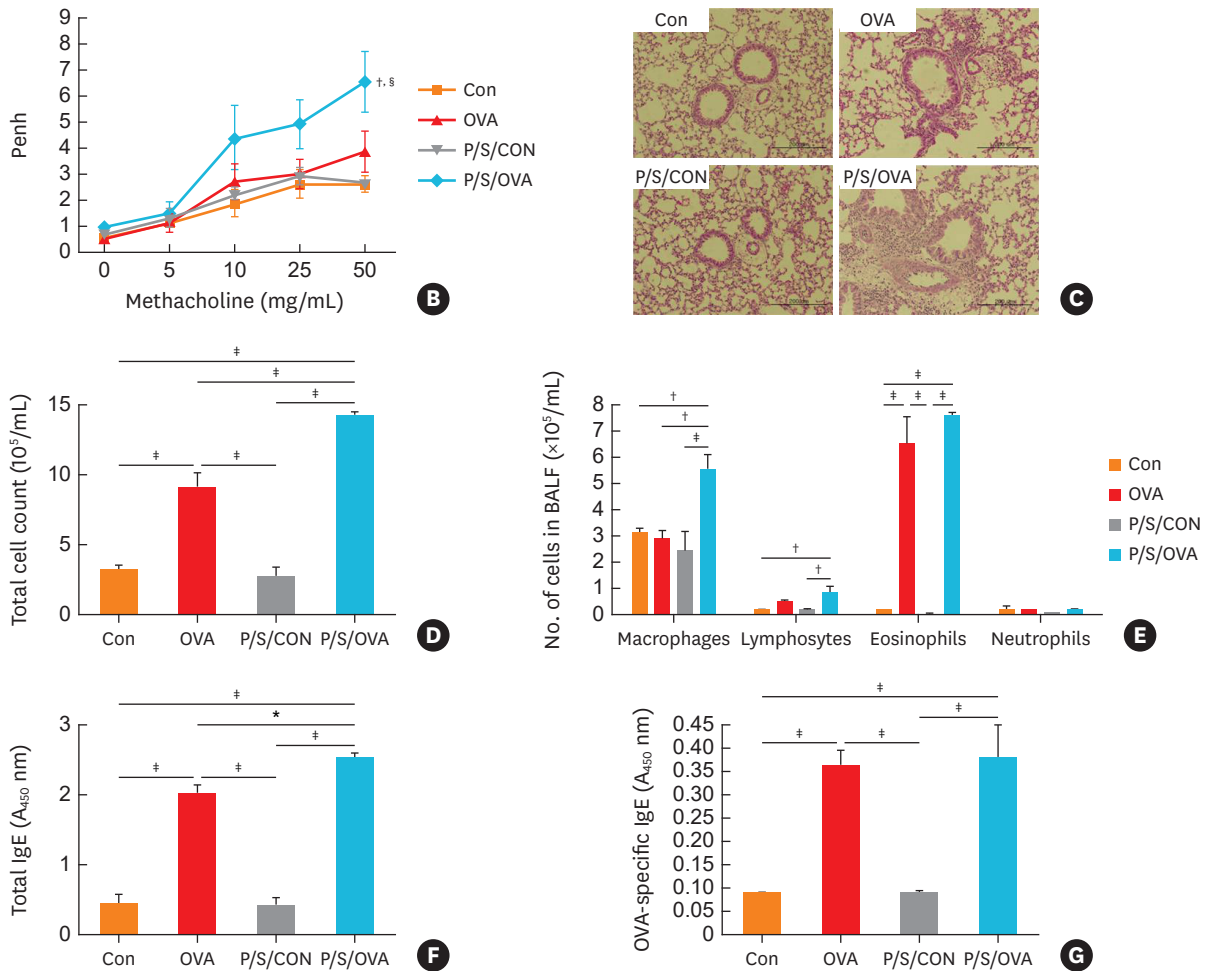 9
8
7
6
5
4
3
2
1
0
Penh
0 5 10 25 50
Methacholine (mg/mL)
†, §
Con
OVA
P/S/CON
P/S/OVA
B
Con
OVA
P/S/CON
P/S/OVA
C
‡
‡
‡
‡ ‡
15
10
5
0
Total cell count (10⁵/mL)
Con OVA P/S/CON P/S/OVA
D
†
†
‡
†
†
‡
‡ ‡ ‡
8
7
6
5
4
3
2
1
0
No. of cells in BALF (×10⁵/mL)
Macrophages Lymphosytes Eosinophils Neutrophils
Con
OVA
P/S/CON
P/S/OVA
E
‡
*
‡
‡ ‡
3
2
1
0
Total IgE (A₄₅₀ nm)
Con OVA P/S/CON P/S/OVA
F
‡
‡
‡ ‡
0.45
0.40
0.35
0.30
0.25
0.20
0.15
0.10
0.05
0
OVA-specific IgE (A₄₅₀ nm)
Con OVA P/S/CON P/S/OVA
G